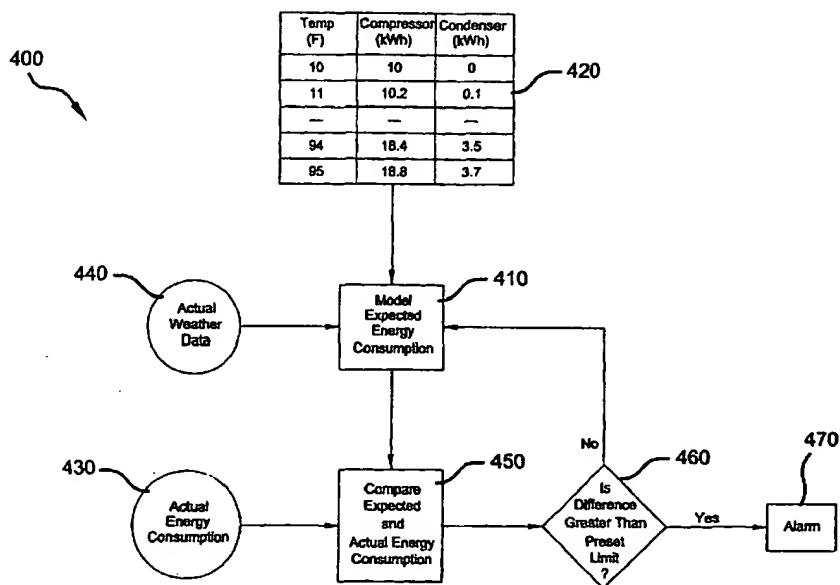 400
Temp (F) Compressor (kWh) Condenser (kWh)
10 10 0
11 10.2 0.1
— — —
94 18.4 3.5
95 18.8 3.7
420
440
Actual
Weather
Data
410
Model
Expected
Energy
Consumption
430
Actual
Energy
Consumption
450
Compare
Expected
and
Actual Energy
Consumption
No
460
Is
Difference
Greater Than
Preset
Limit
?
Yes
470
Alarm